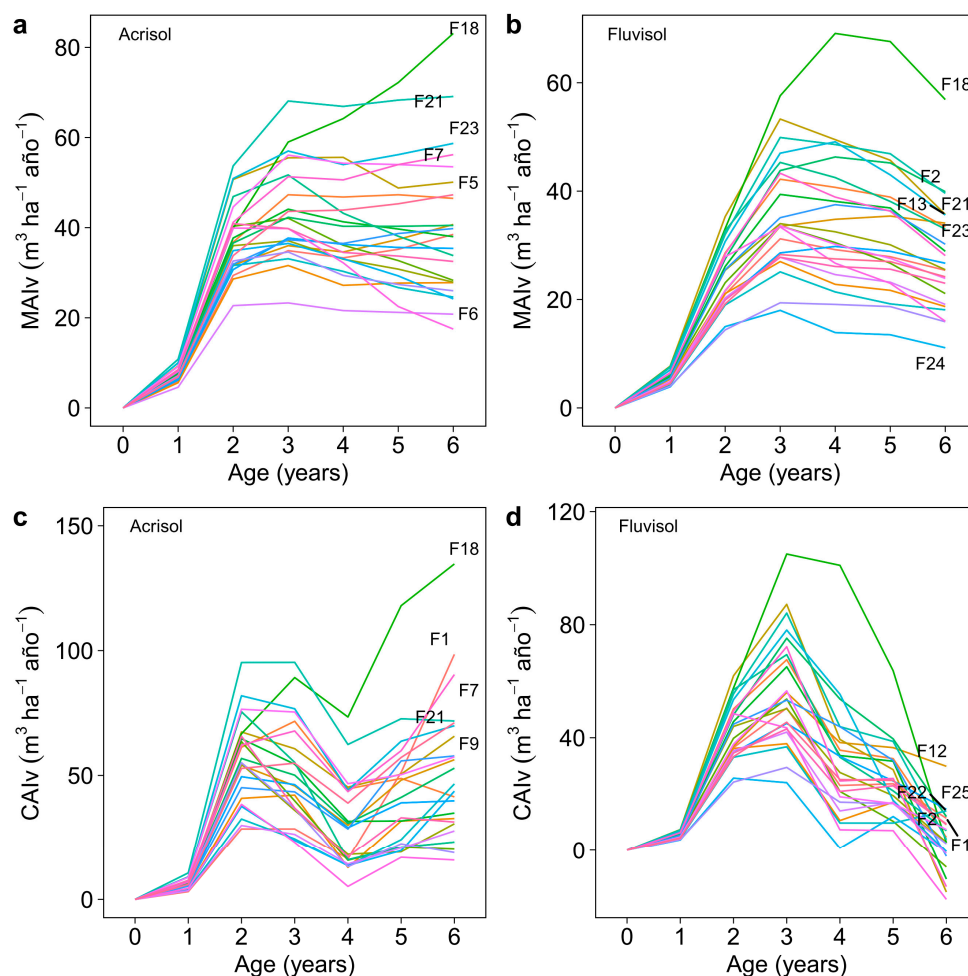 a
Acrisol
MAIv (m³ ha⁻¹ año⁻¹)
80
60
40
20
0
F18
F21
F23
F7
F5
F6
0 1 2 3 4 5 6
Age (years)
b
Fluvisol
MAIv (m³ ha⁻¹ año⁻¹)
60
40
20
0
F18
F2
F13 F21
F23
F24
0 1 2 3 4 5 6
Age (years)
c
Acrisol
CAIv (m³ ha⁻¹ año⁻¹)
150
100
50
0
F18
F1
F7
F21
F9
0 1 2 3 4 5 6
Age (years)
d
Fluvisol
CAIv (m³ ha⁻¹ año⁻¹)
120
80
40
0
F12
F22 F25
F2
F1
0 1 2 3 4 5 6
Age (years)